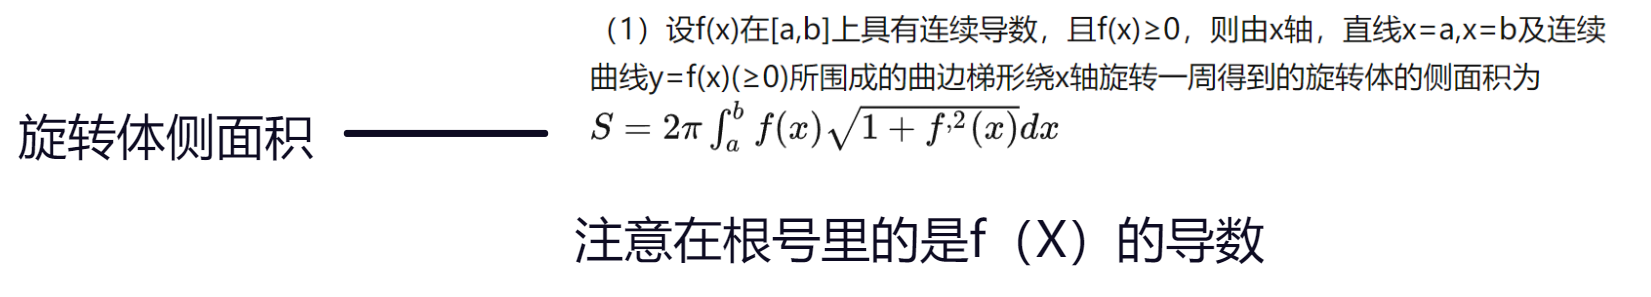 旋转体侧面积
（1）设f(x)在[a,b]上具有连续导数，且f(x)≥0，则由x轴，直线x=a,x=b及连续
曲线y=f(x)(≥0)所围成的曲边梯形绕x轴旋转一周得到的旋转体的侧面积为
S = 2π∫_a^b f(x)√(1 + f^{,2}(x))dx
注意在根号里的是f（X）的导数